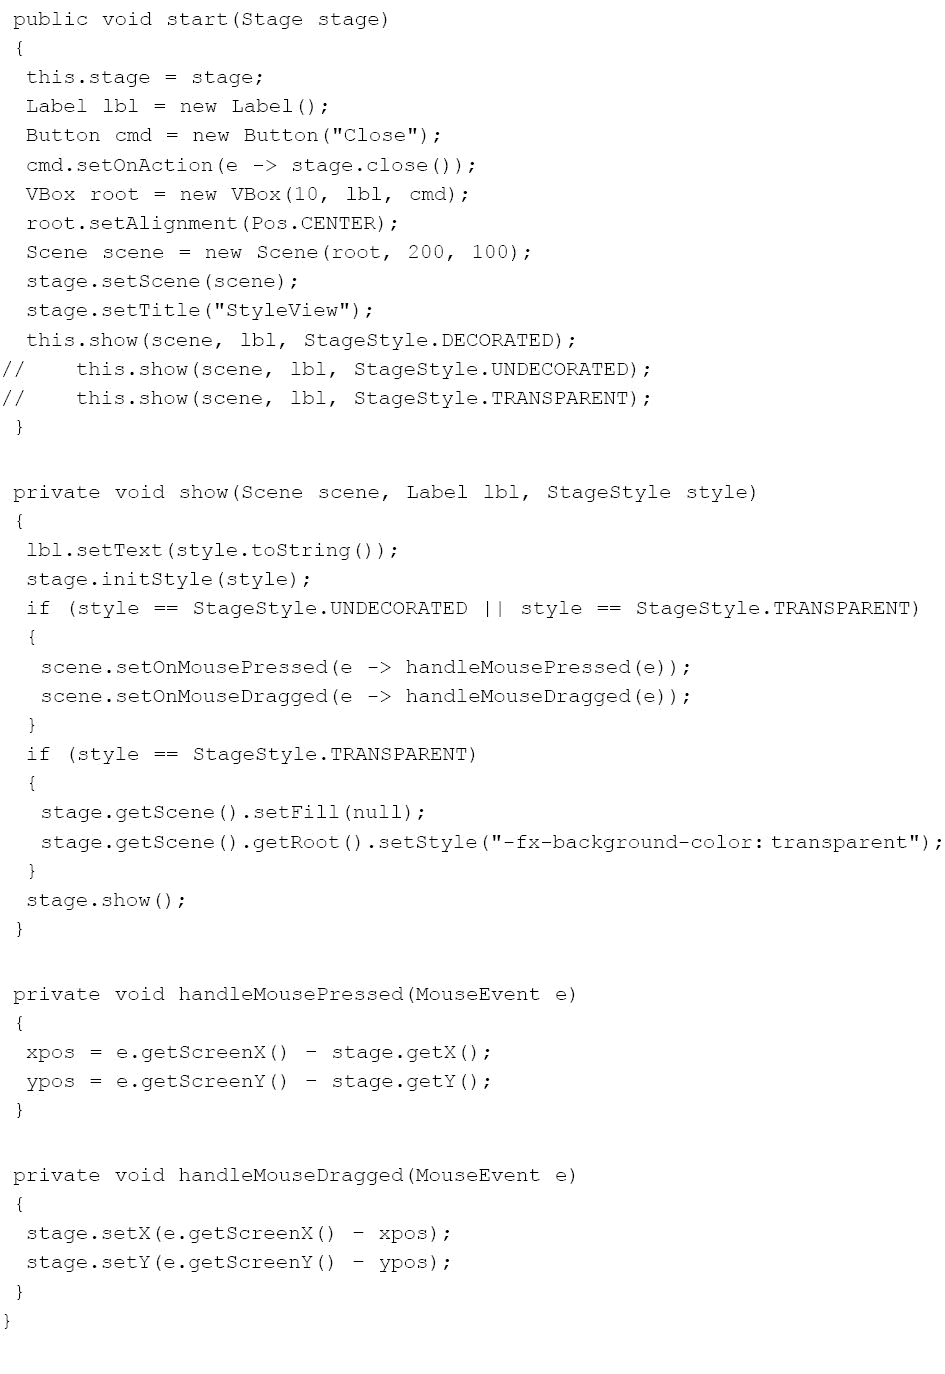 public void start(Stage stage)
{
this.stage = stage;
Label lbl = new Label();
Button cmd = new Button("Close");
cmd.setOnAction(e -> stage.close());
VBox root = new VBox(10, lbl, cmd);
root.setAlignment(Pos.CENTER);
Scene scene = new Scene(root, 200, 100);
stage.setScene(scene);
stage.setTitle("StyleView");
this.show(scene, lbl, StageStyle.DECORATED);
//    this.show(scene, lbl, StageStyle.UNDECORATED);
//    this.show(scene, lbl, StageStyle.TRANSPARENT);
}

private void show(Scene scene, Label lbl, StageStyle style)
{
lbl.setText(style.toString());
stage.initStyle(style);
if (style == StageStyle.UNDECORATED || style == StageStyle.TRANSPARENT)
{
scene.setOnMousePressed(e -> handleMousePressed(e));
scene.setOnMouseDragged(e -> handleMouseDragged(e));
}
if (style == StageStyle.TRANSPARENT)
{
stage.getScene().setFill(null);
stage.getScene().getRoot().setStyle("-fx-background-color: transparent");
}
stage.show();
}

private void handleMousePressed(MouseEvent e)
{
xpos = e.getScreenX() - stage.getX();
ypos = e.getScreenY() - stage.getY();
}

private void handleMouseDragged(MouseEvent e)
{
stage.setX(e.getScreenX() - xpos);
stage.setY(e.getScreenY() - ypos);
}
}